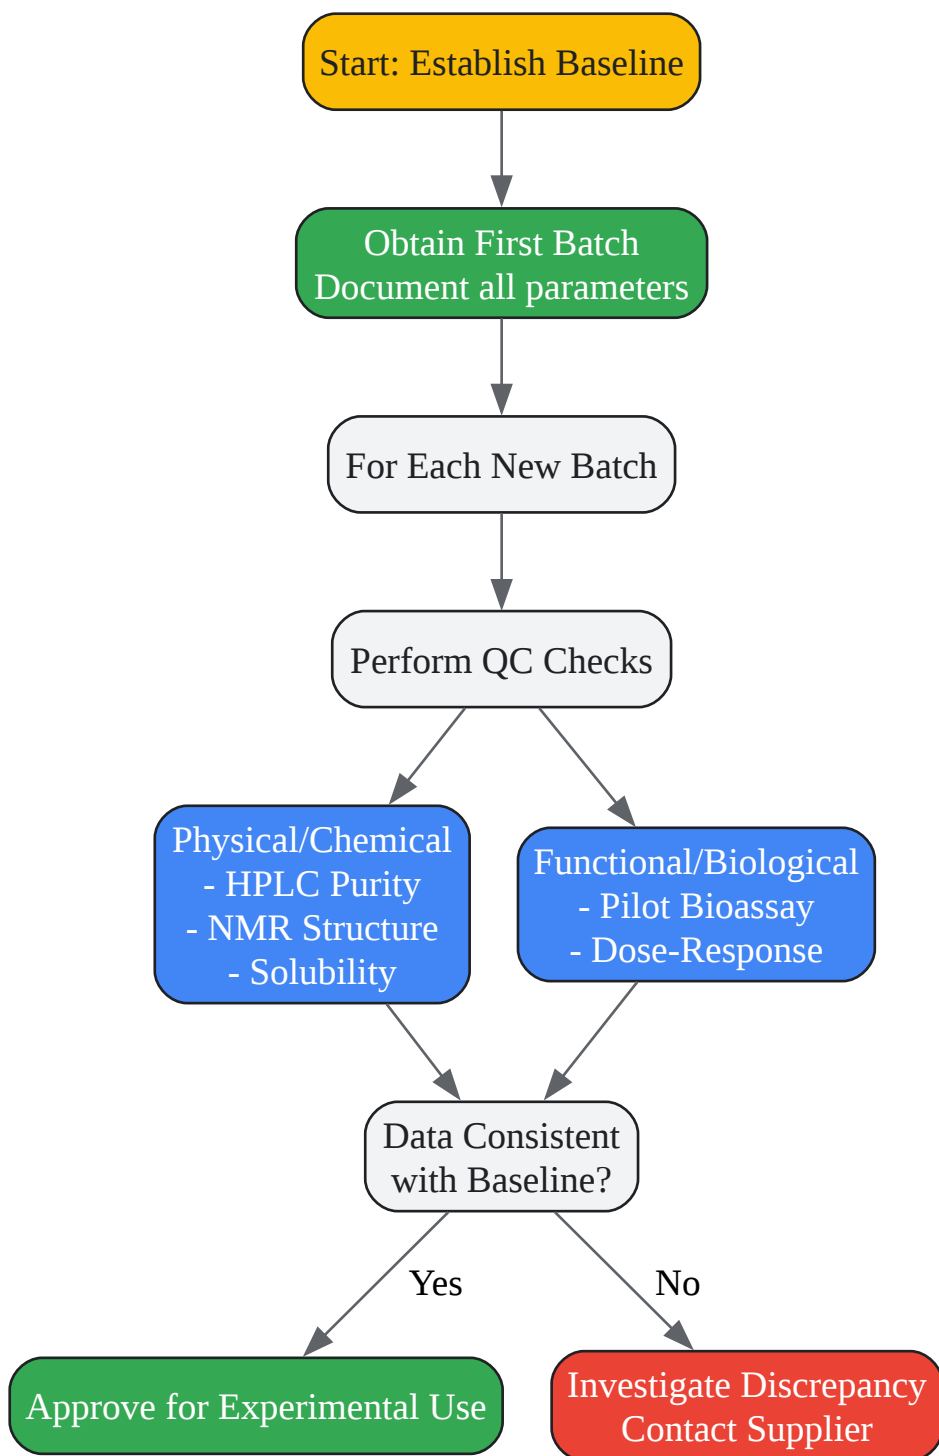 Start: Establish Baseline
Obtain First Batch
Document all parameters
For Each New Batch
Perform QC Checks
Physical/Chemical
- HPLC Purity
- NMR Structure
- Solubility
Functional/Biological
- Pilot Bioassay
- Dose-Response
Data Consistent
with Baseline?
Yes
No
Approve for Experimental Use
Investigate Discrepancy
Contact Supplier